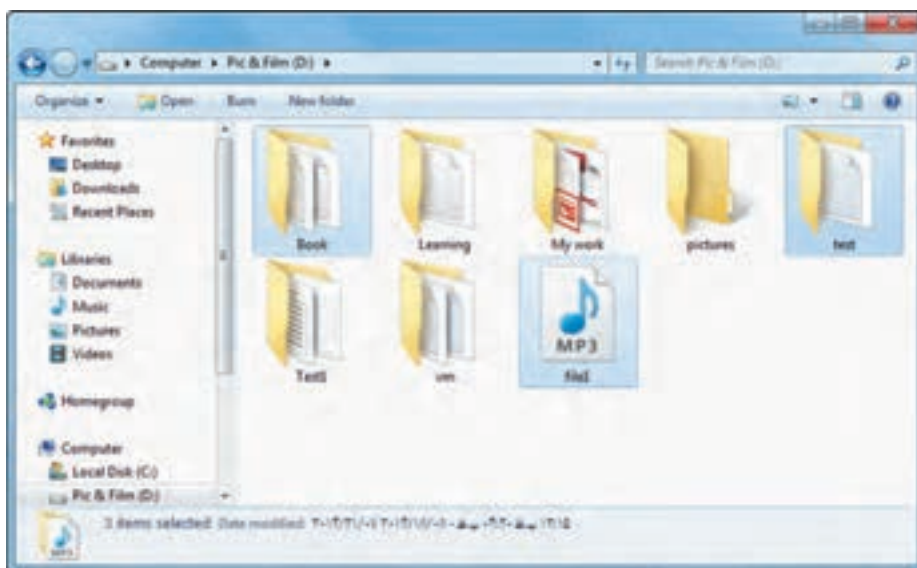 Computer ▸ Pic & Film (D:) ▸
Search Pic & Film (D:)
Organize Open Burn New folder
Favorites
Desktop
Downloads
Recent Places
Libraries
Documents
Music
Pictures
Videos
Homegroup
Computer
Local Disk (C:)
Pic & Film (D:)
Book Learning My work pictures test
MP3
Test1 vm file1
3 items selected Date modified:
MP3